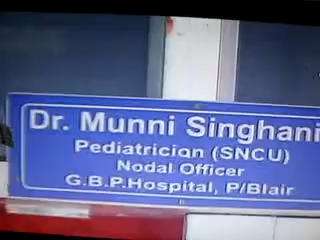 Dr. Munni Singhani
Pediatrician (SNCU)
Nodal Officer
G.B.P.Hospital, P/Blair